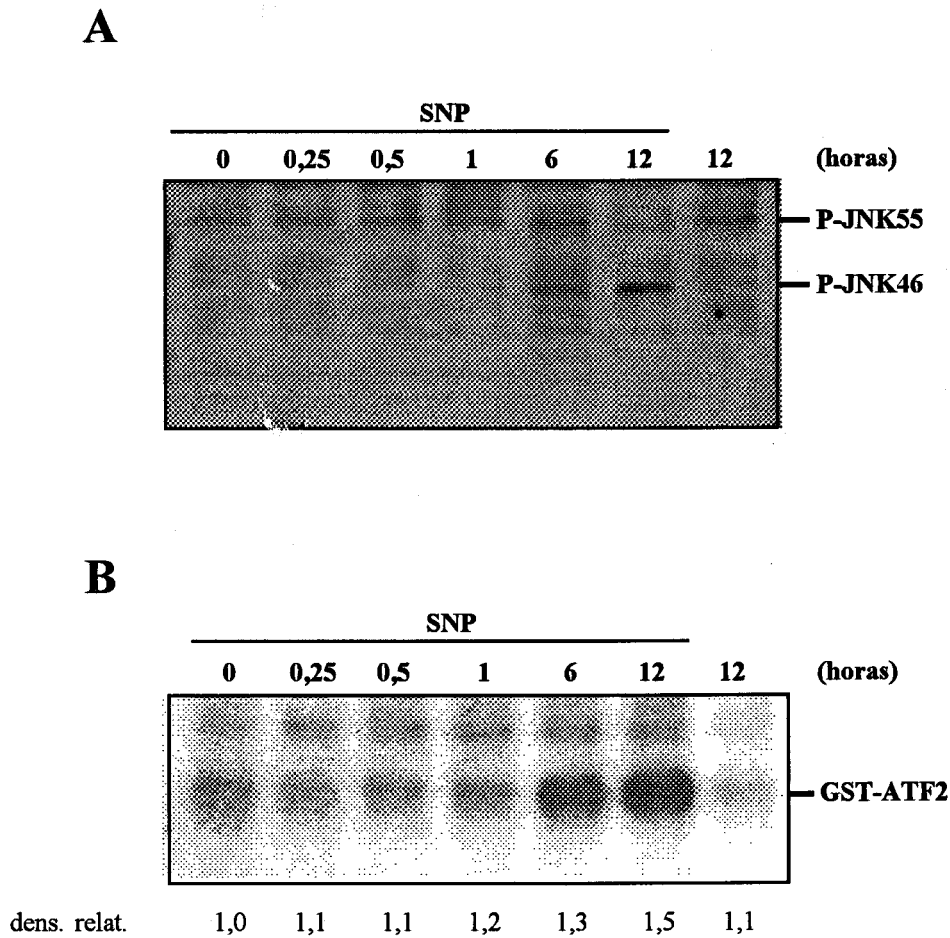 A
SNP
0 0,25 0,5 1 6 12 12 (horas)
P-JNK55
P-JNK46
B
SNP
0 0,25 0,5 1 6 12 12 (horas)
GST-ATF2
dens. relat. 1,0 1,1 1,1 1,2 1,3 1,5 1,1